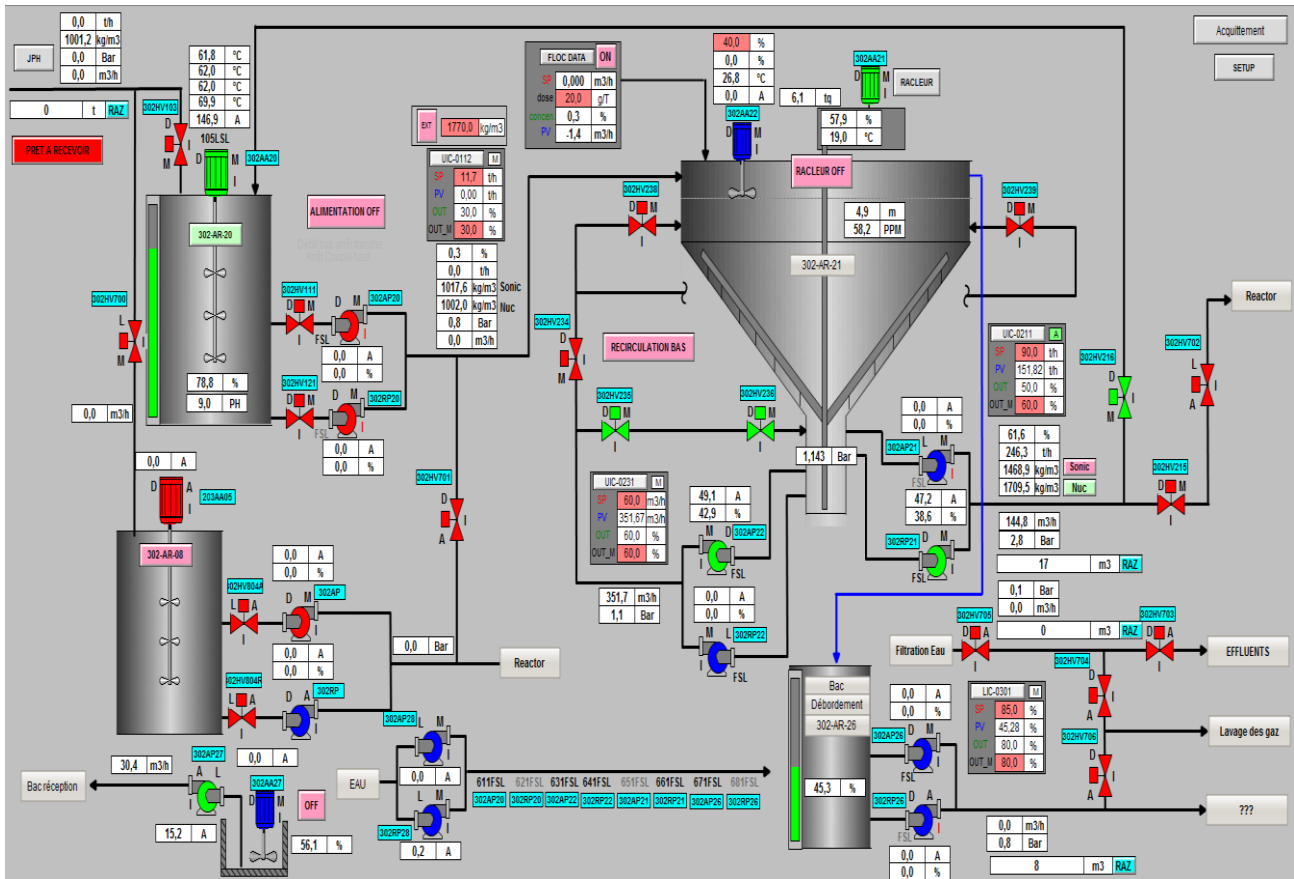 JPH
0,0 t/h
1001,2 kg/m3
0,0 Bar
0,0 m3/h
0 t RAZ
PRET A RECEVOIR
302HV103
D
M
I
61,8 °C
62,0 °C
62,0 °C
69,9 °C
146,9 A
105LSL
D M
I
302AA20
302-AR-20
78,8 %
9,0 PH
ALIMENTATION OFF
EXT 1770,0 kg/m3
UIC-0112 M
SP 11,7 t/h
PV 0,00 t/h
OUT 30,0 %
OUT_M 30,0 %
0,3 %
0,0 t/h
1017,6 kg/m3 Sonic
1002,0 kg/m3 Nuc
0,8 Bar
0,0 m3/h
FLOC DATA ON
SP 0,000 m3/h
dose 20,0 g/T
concen. 0,3 %
PV -1,4 m3/h
40,0 %
0,0 %
26,8 °C
0,0 A
302AA22
D M
I
302AA21
D M
I
RACLEUR
6,1 tq
57,9 %
19,0 °C
Acquittement
SETUP
RACLEUR OFF
4,9 m
58,2 PPM
302-AR-21
302HV238
D M
I
302HV239
D M
I
302HV700
L
I
M
0,0 m3/h
302HV111
D M
I
FSL
D M
I
302AP20
0,0 A
0,0 %
302HV121
D M
I
FSL
D M
I
302RP20
0,0 A
0,0 %
302HV234
D
I
M
RECIRCULATION BAS
302HV235
D M
I
302HV236
D M
I
1,143 Bar
UIC-0211 A
SP 90,0 t/h
PV 151,82 t/h
OUT 50,0 %
OUT_M 60,0 %
302HV216
D
I
M
302HV702
L
I
A
Reactor
0,0 A
0,0 %
302AP21
L M
I
FSL
47,2 A
38,6 %
302RP21
D M
I
FSL
61,6 %
246,3 t/h
1468,9 kg/m3 Sonic
1709,5 kg/m3 Nuc
302HV215
D M
I
144,8 m3/h
2,8 Bar
17 m3 RAZ
0,0 A
203AA05
D A
I
302-AR-08
302HV701
D
I
A
UIC-0231 M
SP 60,0 m3/h
PV 351,67 m3/h
OUT 60,0 %
OUT_M 60,0 %
49,1 A
42,9 %
302AP22
M D
I
FSL
351,7 m3/h
1,1 Bar
0,0 A
0,0 %
302RP22
M L
I
FSL
0,0 A
0,0 %
302HV804A
L A
I
302AP
D M
I
0,0 A
0,0 %
302HV804R
L A
I
302RP
D A
I
0,0 Bar
Reactor
0,1 Bar
0,0 m3/h
0 m3 RAZ
Filtration Eau
302HV705
D A
I
302HV703
D A
I
EFFLUENTS
302HV704
D
I
A
Lavage des gaz
302HV706
D
I
A
???
Bac
Débordement
302-AR-26
45,3 %
0,0 A
0,0 %
302AP26
D M
I
FSL
LIC-0301 M
SP 85,0 %
PV 45,28 %
OUT 80,0 %
OUT_M 80,0 %
302RP26
D A
I
FSL
0,0 A
0,0 %
0,0 m3/h
0,8 Bar
8 m3 RAZ
302AP28
L M
I
EAU
0,0 A
302RP28
L M
I
0,2 A
611FSL 621FSL 631FSL 641FSL 651FSL 661FSL 671FSL 681FSL
302AP20 302RP20 302AP22 302RP22 302AP21 302RP21 302AP26 302RP26
Bac réception
30,4 m3/h
302AP27
A L
I
15,2 A
0,0 A
302AA27
D M
I
OFF
56,1 %